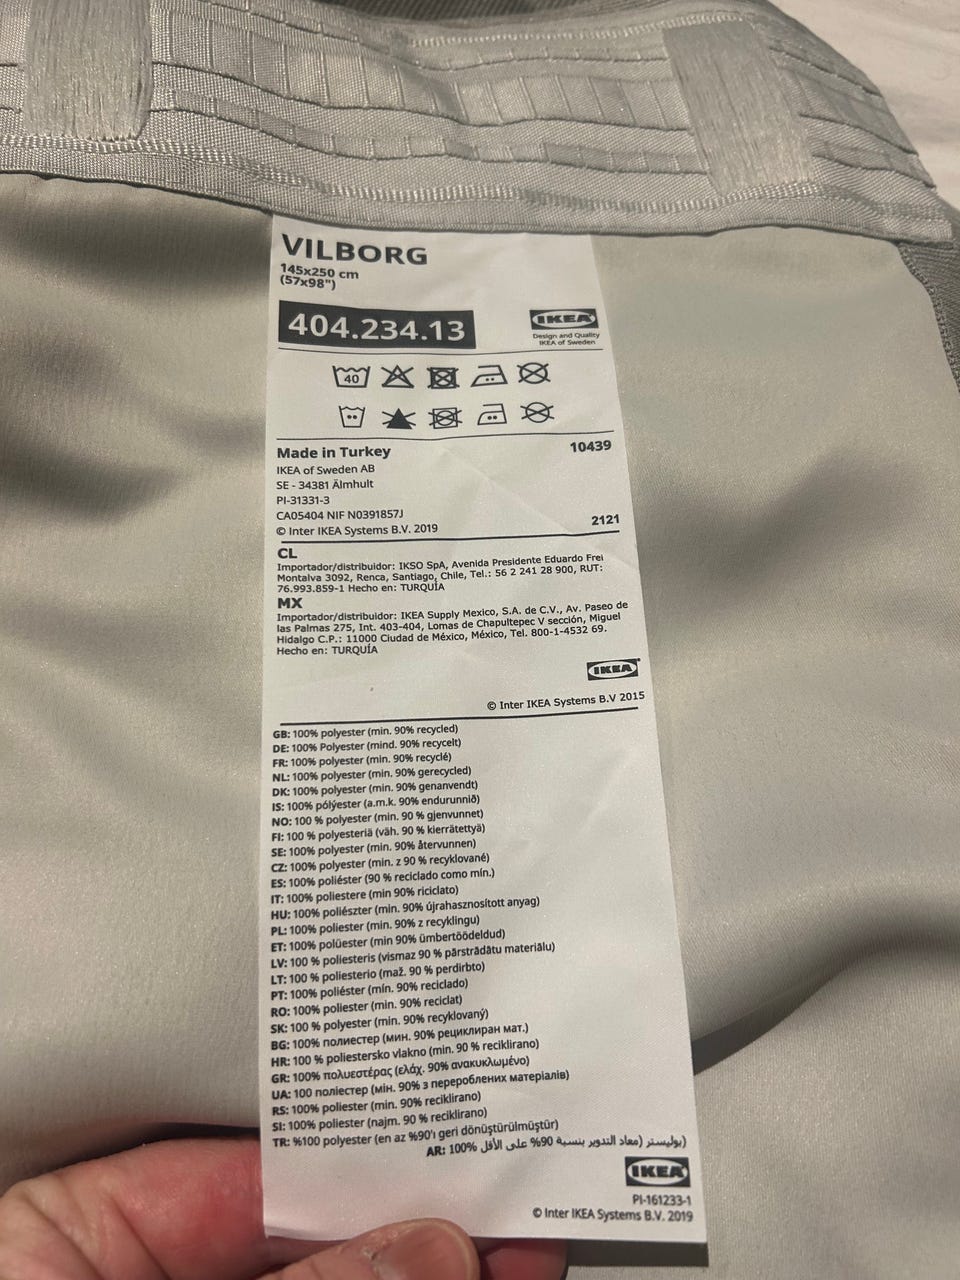 VILBORG
145x250 cm
(57x98")
404.234.13
IKEA
Design and Quality
IKEA of Sweden
40
Made in Turkey
10439
IKEA of Sweden AB
SE - 34381 Älmhult
PI-31331-3
CA05404 NIF N0391857J
© Inter IKEA Systems B.V. 2019
2121
CL
Importador/distribuidor: IKSO SpA, Avenida Presidente Eduardo Frei
Montalva 3092, Renca, Santiago, Chile, Tel.: 56 2 241 28 900, RUT:
76.993.859-1 Hecho en: TURQUÍA
MX
Importador/distribuidor: IKEA Supply Mexico, S.A. de C.V., Av. Paseo de
las Palmas 275, Int. 403-404, Lomas de Chapultepec V sección, Miguel
Hidalgo C.P.: 11000 Ciudad de México, México, Tel. 800-1-4532 69.
Hecho en: TURQUÍA
IKEA
© Inter IKEA Systems B.V 2015
GB: 100% polyester (min. 90% recycled)
DE: 100% Polyester (mind. 90% recycelt)
FR: 100% polyester (min. 90% recyclé)
NL: 100% polyester (min. 90% gerecycled)
DK: 100% polyester (min. 90% genanvendt)
IS: 100% pólýester (a.m.k. 90% endurunnið)
NO: 100 % polyester (min. 90 % gjenvunnet)
FI: 100 % polyesteriä (väh. 90 % kierrätettyä)
SE: 100% polyester (min. 90% återvunnen)
CZ: 100% polyester (min. z 90 % recyklované)
ES: 100% poliéster (90 % reciclado como mín.)
IT: 100% poliestere (min 90% riciclato)
HU: 100% poliészter (min. 90% újrahasznosított anyag)
PL: 100% poliester (min. 90% z recyklingu)
ET: 100% polüester (min 90% ümbertöödeldud)
LV: 100 % poliesteris (vismaz 90 % pārstrādātu materiālu)
LT: 100 % poliesterio (maž. 90 % perdirbto)
PT: 100% poliéster (mín. 90% reciclado)
RO: 100% poliester (min. 90% reciclat)
SK: 100 % polyester (min. 90% recyklovaný)
BG: 100% полиестер (мин. 90% рециклиран мат.)
HR: 100 % poliestersko vlakno (min. 90 % reciklirano)
GR: 100% πολυεστέρας (ελάχ. 90% ανακυκλωμένο)
UA: 100 поліестер (мін. 90% з перероблених матеріалів)
RS: 100% poliester (min. 90% reciklirano)
SI: 100% poliester (najm. 90 % reciklirano)
TR: %100 polyester (en az %90'ı geri dönüştürülmüştür)
AR: 100% بوليستر (معاد التدوير بنسبة 90% على الأقل)
IKEA
PI-161233-1
© Inter IKEA Systems B.V. 2019